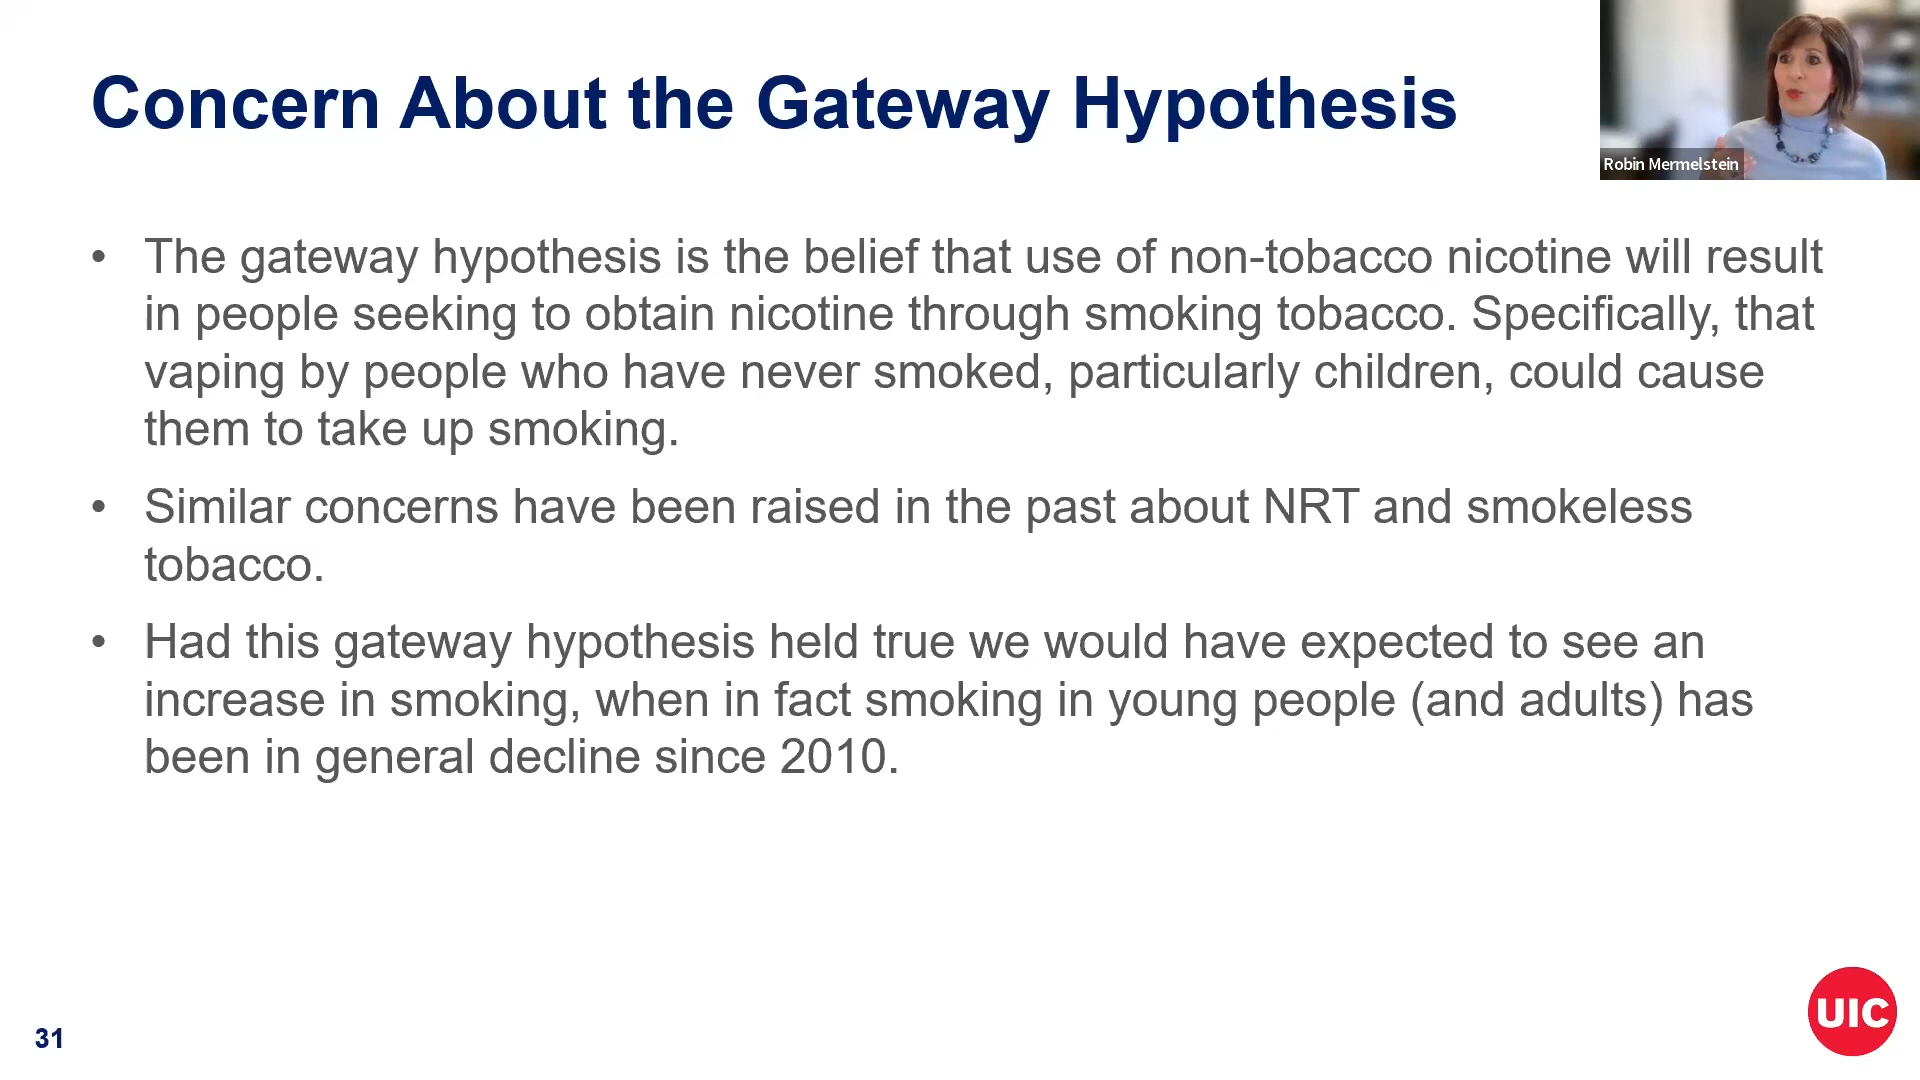 Concern About the Gateway Hypothesis
Robin Mermelstein
• The gateway hypothesis is the belief that use of non-tobacco nicotine will result
in people seeking to obtain nicotine through smoking tobacco. Specifically, that
vaping by people who have never smoked, particularly children, could cause
them to take up smoking.
• Similar concerns have been raised in the past about NRT and smokeless
tobacco.
• Had this gateway hypothesis held true we would have expected to see an
increase in smoking, when in fact smoking in young people (and adults) has
been in general decline since 2010.
UIC
31